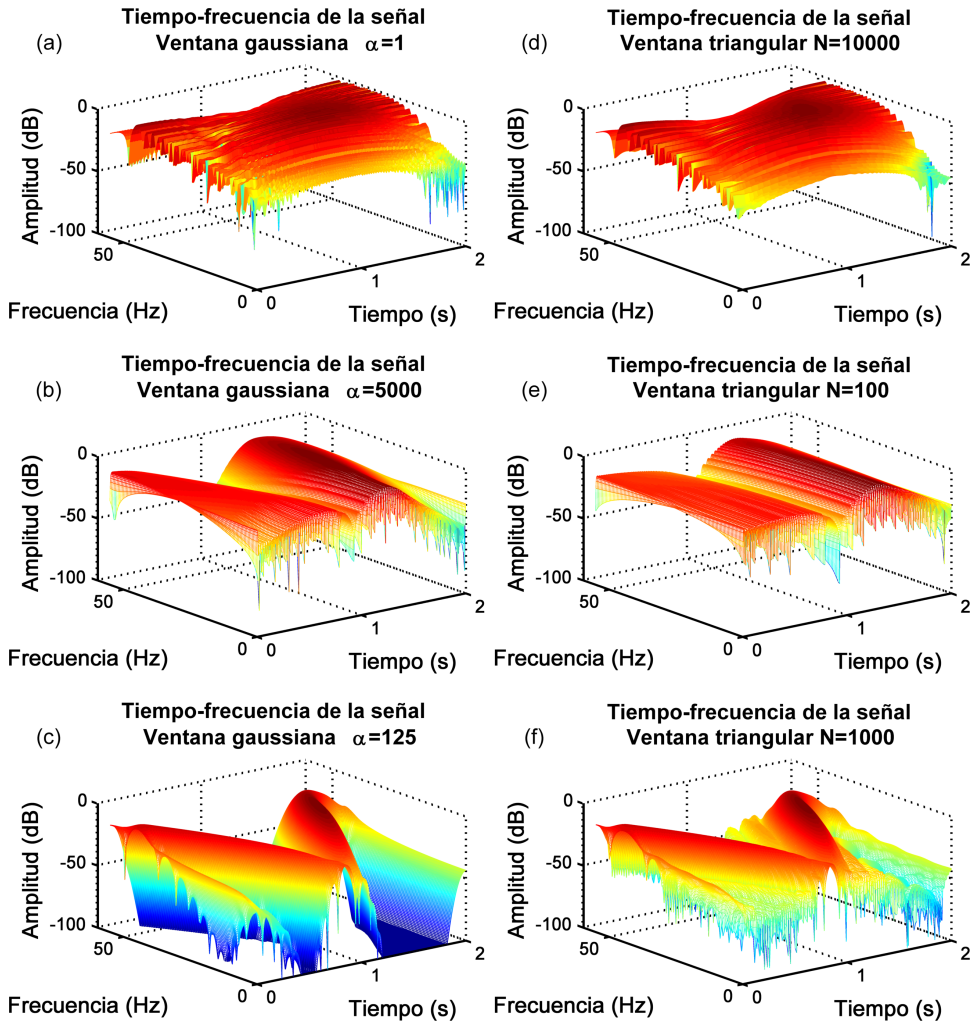 (a)
Tiempo-frecuencia de la señal
Ventana gaussiana α=1
Amplitud (dB)
0
-50
-100
50
0
Frecuencia (Hz)
0
1
2
Tiempo (s)
(d)
Tiempo-frecuencia de la señal
Ventana triangular N=10000
Amplitud (dB)
0
-50
-100
50
0
Frecuencia (Hz)
0
1
2
Tiempo (s)
(b)
Tiempo-frecuencia de la señal
Ventana gaussiana α=5000
Amplitud (dB)
0
-50
-100
50
0
Frecuencia (Hz)
0
1
2
Tiempo (s)
(e)
Tiempo-frecuencia de la señal
Ventana triangular N=100
Amplitud (dB)
0
-50
-100
50
0
Frecuencia (Hz)
0
1
2
Tiempo (s)
(c)
Tiempo-frecuencia de la señal
Ventana gaussiana α=125
Amplitud (dB)
0
-50
-100
50
0
Frecuencia (Hz)
0
1
2
Tiempo (s)
(f)
Tiempo-frecuencia de la señal
Ventana triangular N=1000
Amplitud (dB)
0
-50
-100
50
0
Frecuencia (Hz)
0
1
2
Tiempo (s)